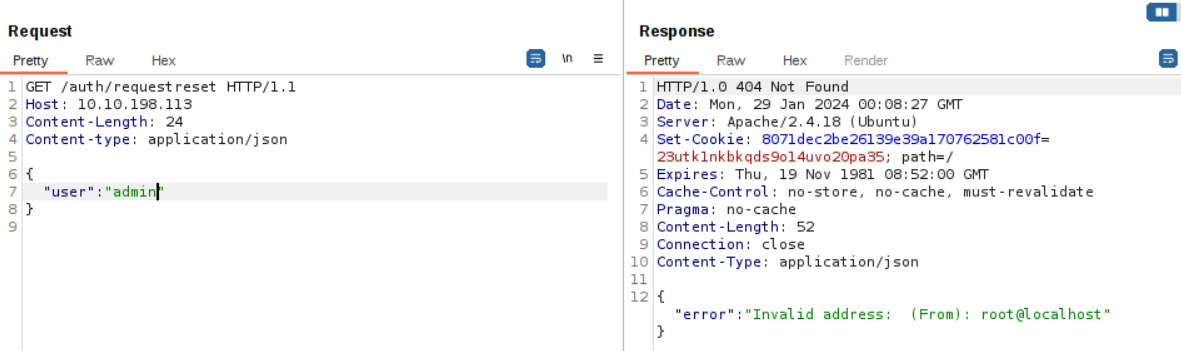 Request
Pretty Raw Hex \n ≡
1 GET /auth/requestreset HTTP/1.1
2 Host: 10.10.198.113
3 Content-Length: 24
4 Content-type: application/json
5
6 {
7 "user":"admin"
8 }
9
Response
Pretty Raw Hex Render
1 HTTP/1.0 404 Not Found
2 Date: Mon, 29 Jan 2024 00:08:27 GMT
3 Server: Apache/2.4.18 (Ubuntu)
4 Set-Cookie: 8071dec2be26139e39a170762581c00f=
23utk1nkbkqds9o14uvo20pa35; path=/
5 Expires: Thu, 19 Nov 1981 08:52:00 GMT
6 Cache-Control: no-store, no-cache, must-revalidate
7 Pragma: no-cache
8 Content-Length: 52
9 Connection: close
10 Content-Type: application/json
11
12 {
"error":"Invalid address:  (From): root@localhost"
}